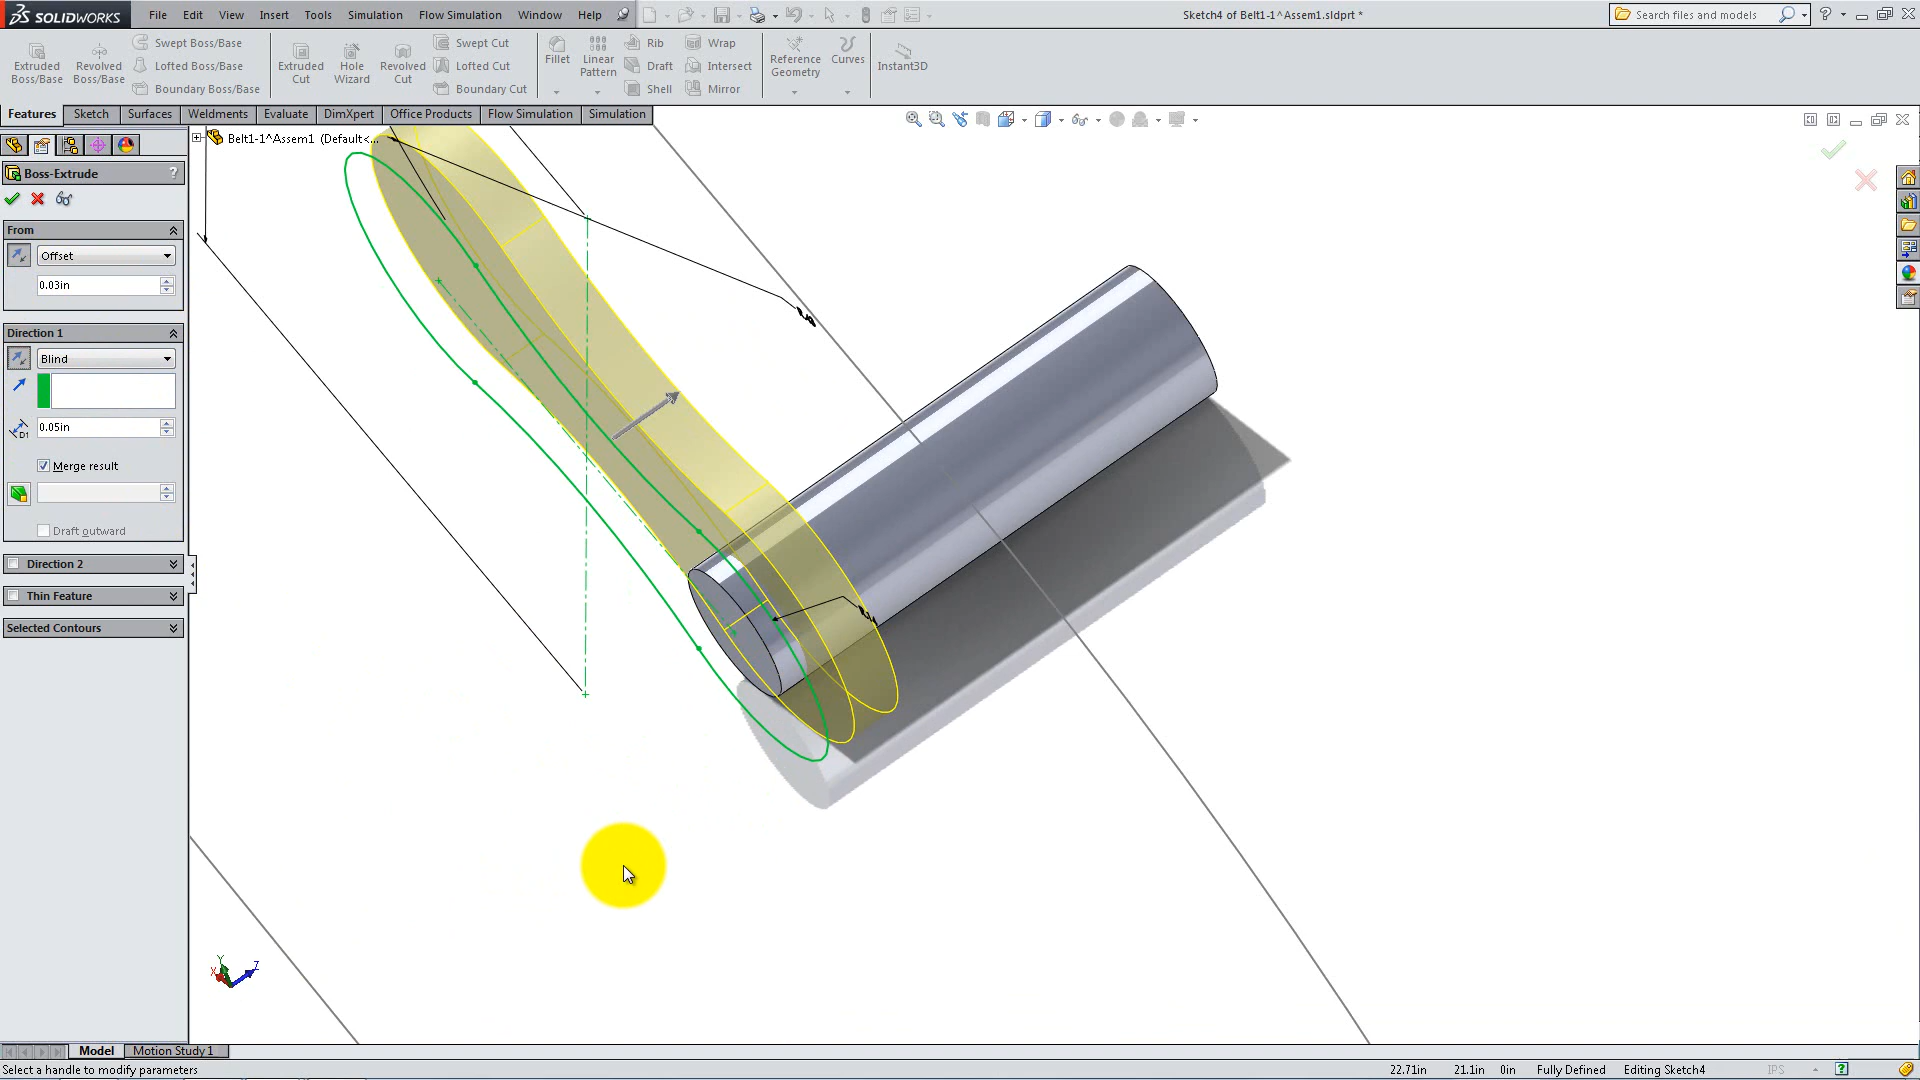 SOLIDWORKS File Edit View Insert Tools Simulation Flow Simulation Window Help Sketch4 of Belt1-1^Assem1.sldprt * Search files and models
Extruded Boss/Base
Revolved Boss/Base
Swept Boss/Base
Lofted Boss/Base
Boundary Boss/Base
Extruded Cut
Hole Wizard
Revolved Cut
Swept Cut
Lofted Cut
Boundary Cut
Fillet
Linear Pattern
Rib
Draft
Shell
Wrap
Intersect
Mirror
Reference Geometry
Curves
Instant3D
Features Sketch Surfaces Weldments Evaluate DimXpert Office Products Flow Simulation Simulation
Belt1-1^Assem1 (Default<...
Boss-Extrude ?
From
Offset
0.03in
Direction 1
Blind
D1 0.05in
Merge result
Draft outward
Direction 2
Thin Feature
Selected Contours
X Y Z
Model Motion Study 1
Select a handle to modify parameters 22.71in 21.1in 0in Fully Defined Editing Sketch4 IPS ?